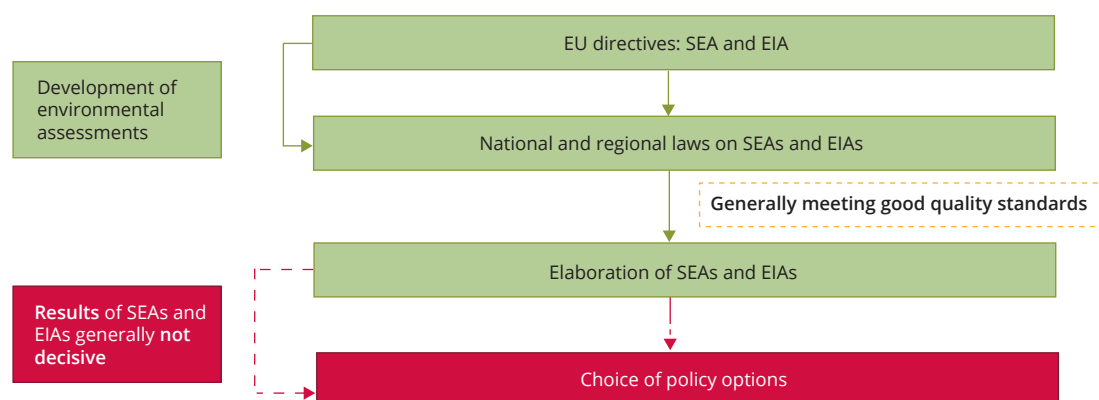 EU directives: SEA and EIA
Development of
environmental
assessments
National and regional laws on SEAs and EIAs
Generally meeting good quality standards
Elaboration of SEAs and EIAs
Results of SEAs and
EIAs generally not
decisive
Choice of policy options